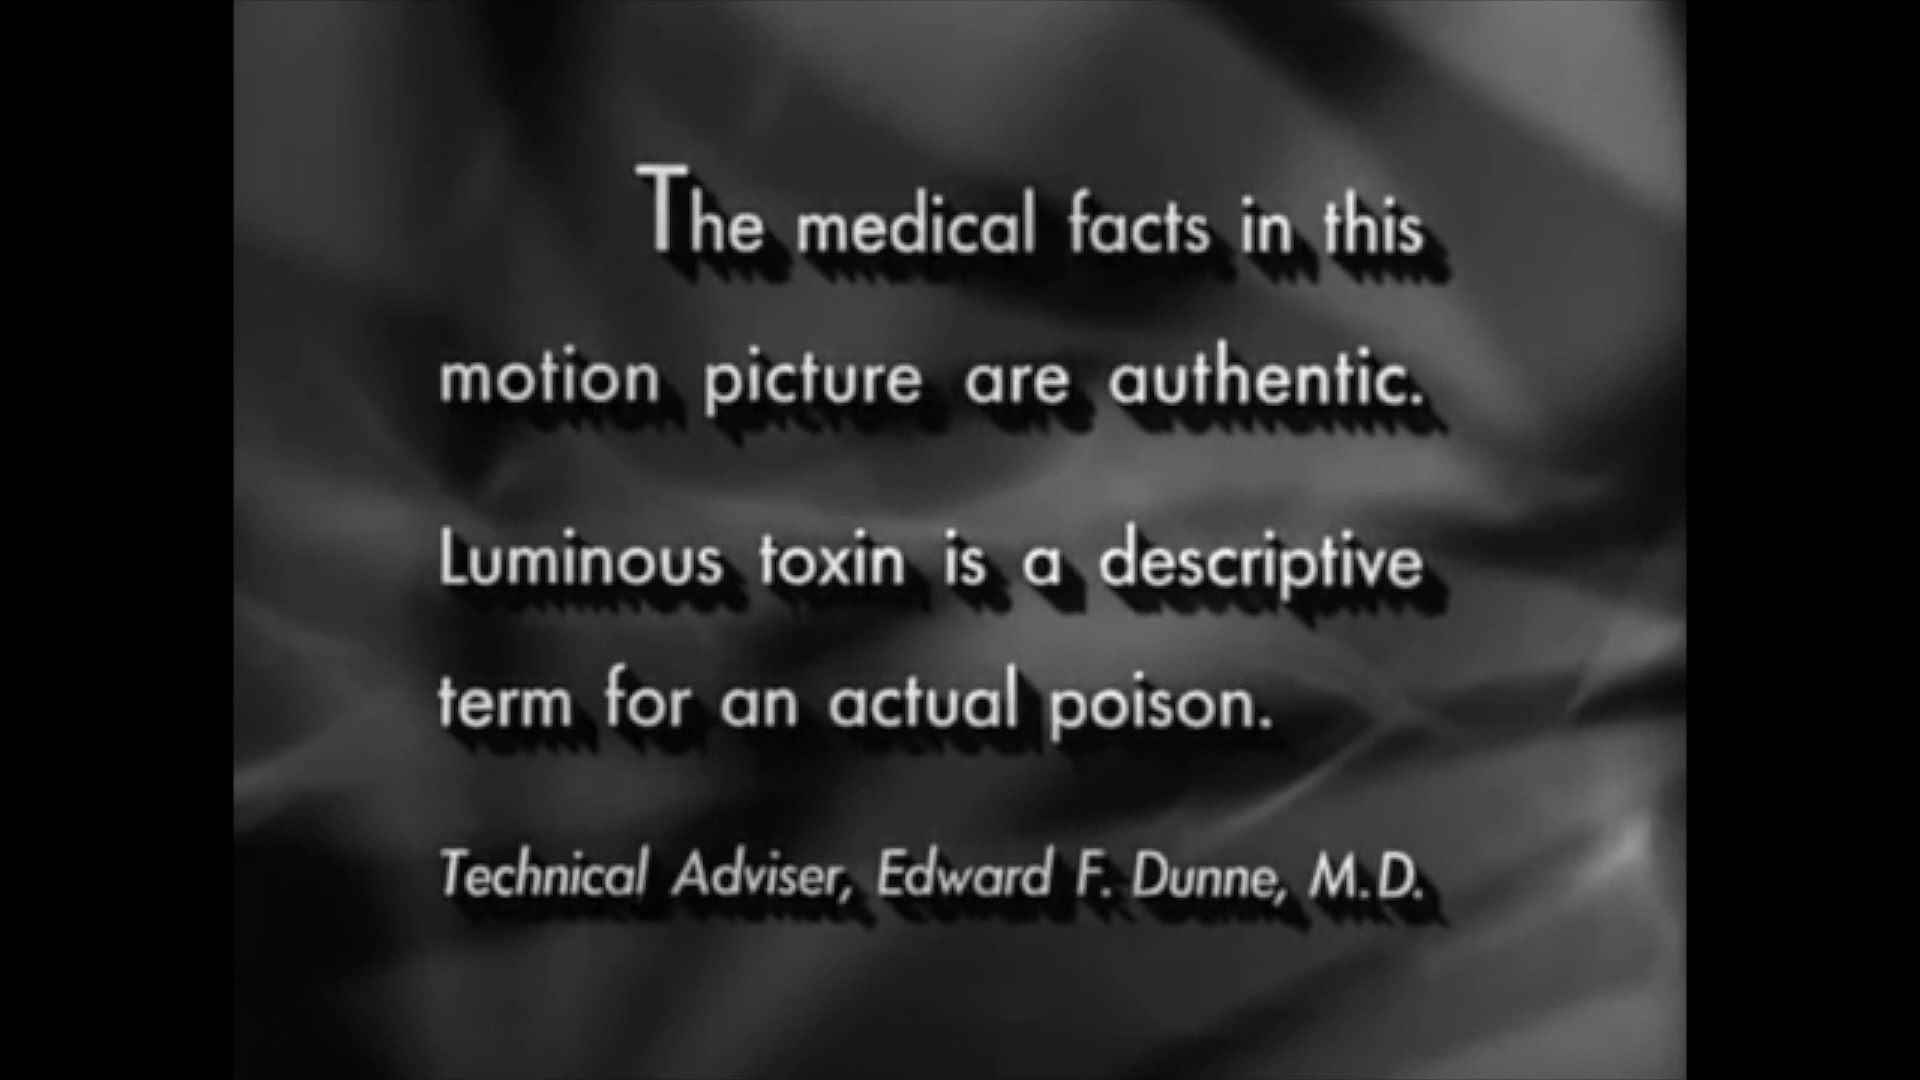 The medical facts in this
motion picture are authentic.
Luminous toxin is a descriptive
term for an actual poison.
Technical Adviser, Edward F. Dunne, M.D.